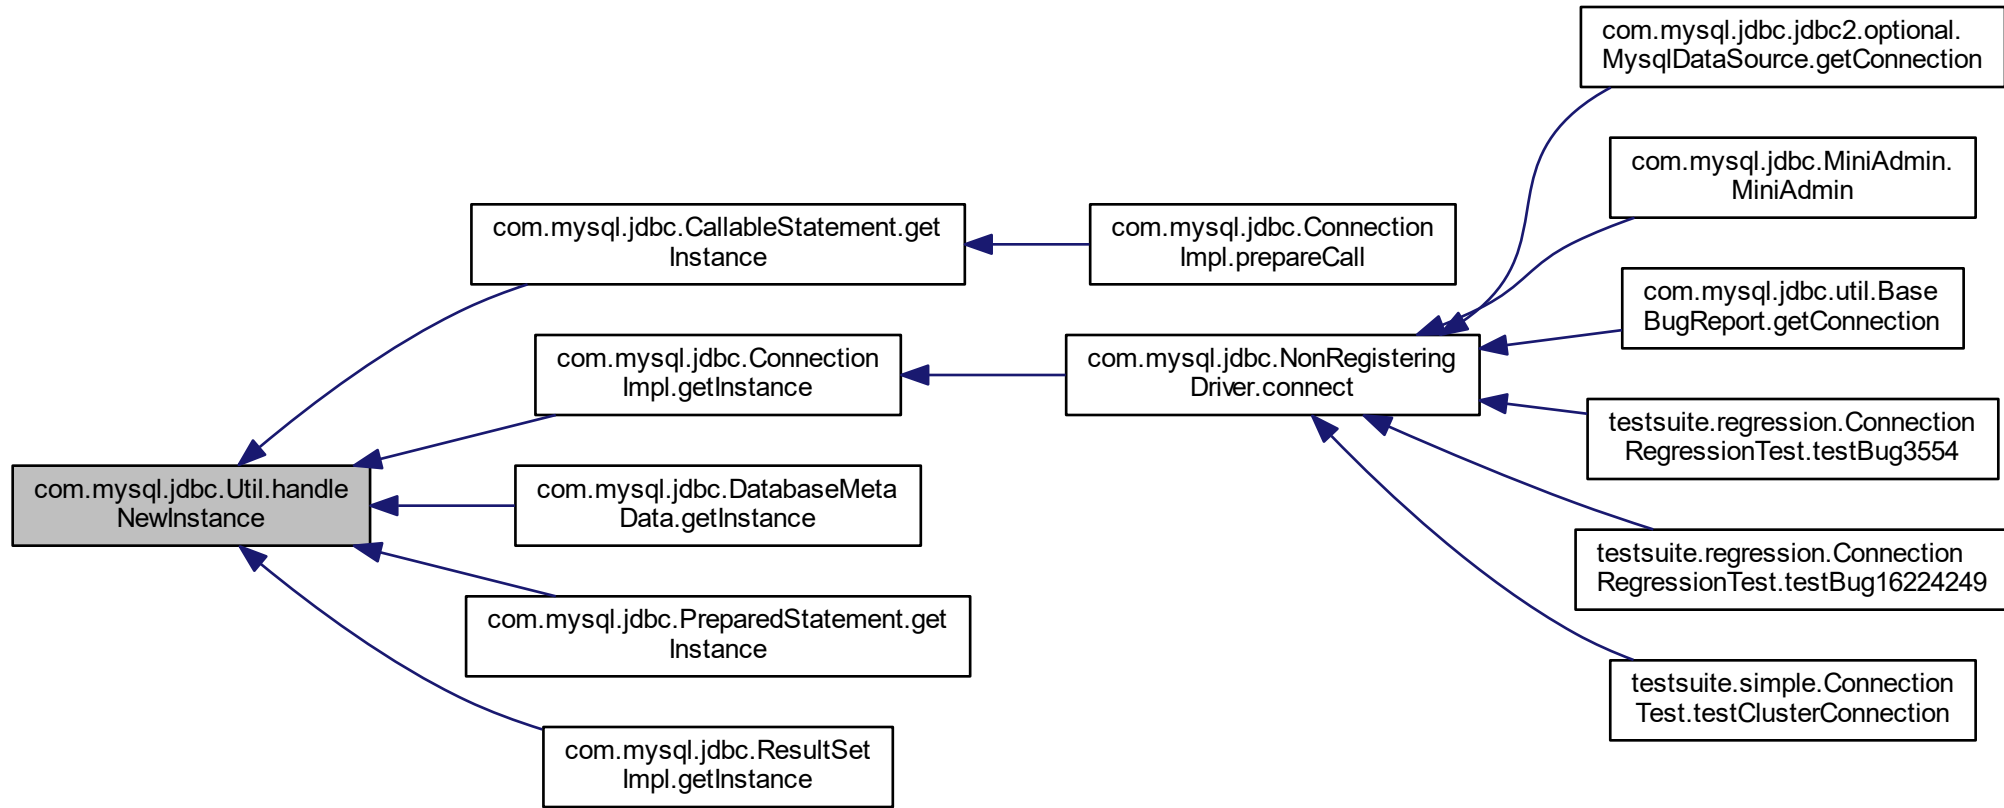 com.mysql.jdbc.jdbc2.optional.
MysqlDataSource.getConnection
com.mysql.jdbc.MiniAdmin.
MiniAdmin
com.mysql.jdbc.CallableStatement.get
Instance
com.mysql.jdbc.Connection
Impl.prepareCall
com.mysql.jdbc.util.Base
BugReport.getConnection
com.mysql.jdbc.Connection
Impl.getInstance
com.mysql.jdbc.NonRegistering
Driver.connect
testsuite.regression.Connection
RegressionTest.testBug3554
com.mysql.jdbc.Util.handle
NewInstance
com.mysql.jdbc.DatabaseMeta
Data.getInstance
testsuite.regression.Connection
RegressionTest.testBug16224249
com.mysql.jdbc.PreparedStatement.get
Instance
testsuite.simple.Connection
Test.testClusterConnection
com.mysql.jdbc.ResultSet
Impl.getInstance